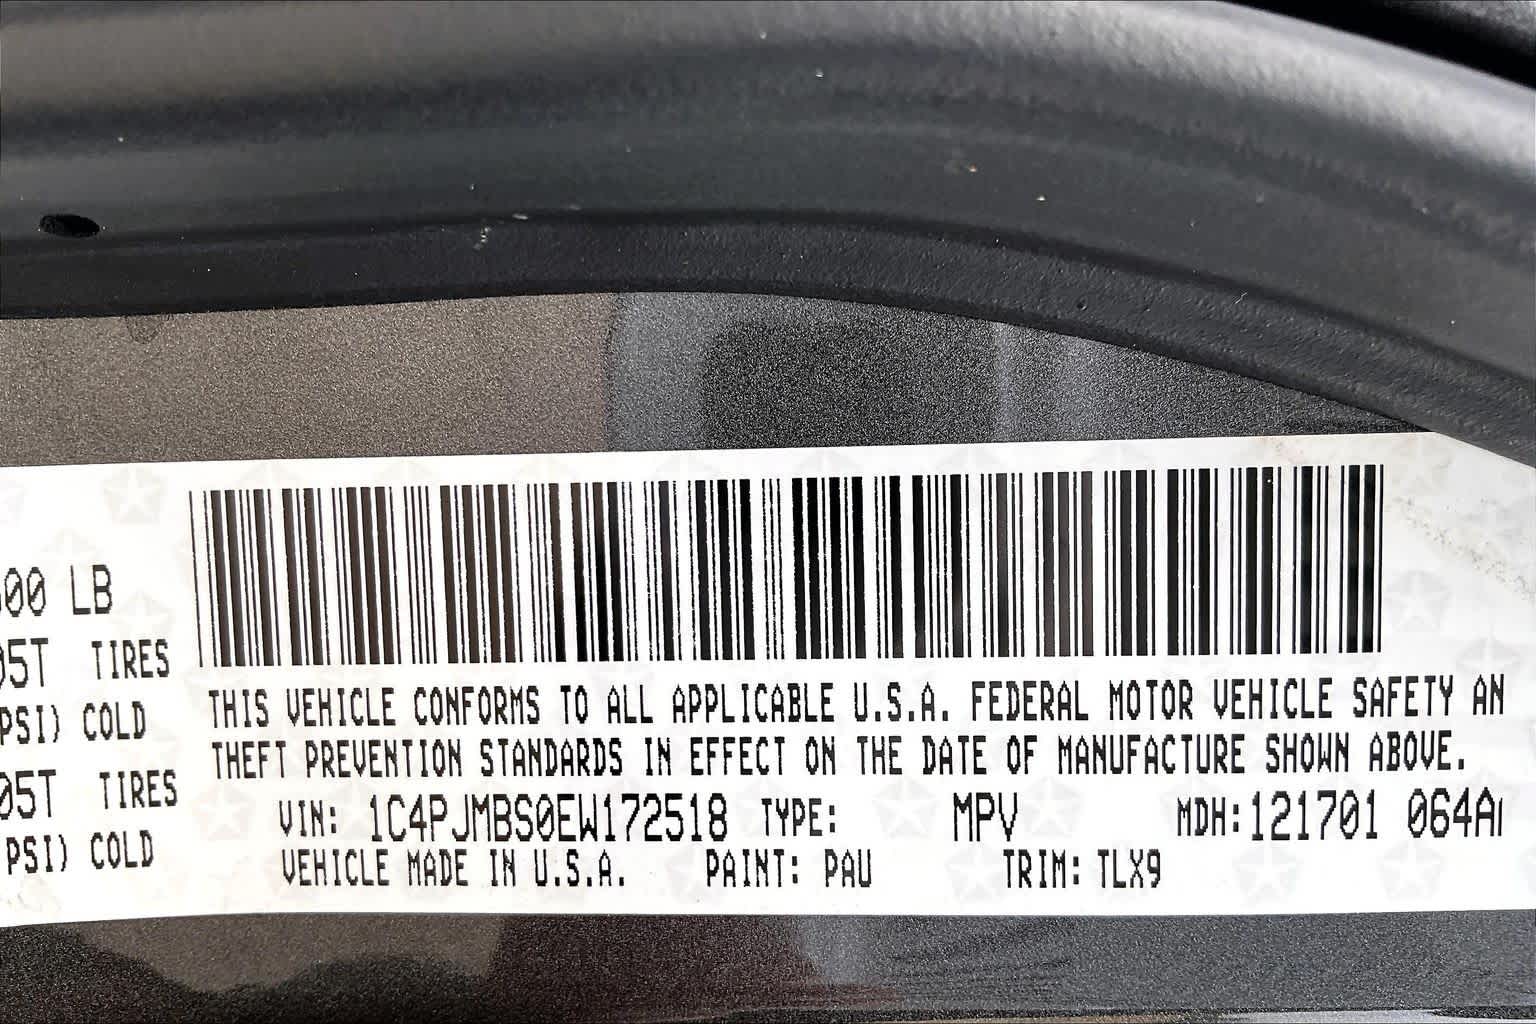 00 LB
05T TIRES
PSI) COLD
05T TIRES
PSI) COLD
THIS VEHICLE CONFORMS TO ALL APPLICABLE U.S.A. FEDERAL MOTOR VEHICLE SAFETY AN
THEFT PREVENTION STANDARDS IN EFFECT ON THE DATE OF MANUFACTURE SHOWN ABOVE.
VIN: 1C4PJMBS0EW172518 TYPE: MPV MDH:121701 064A
VEHICLE MADE IN U.S.A. PAINT: PAU TRIM: TLX9